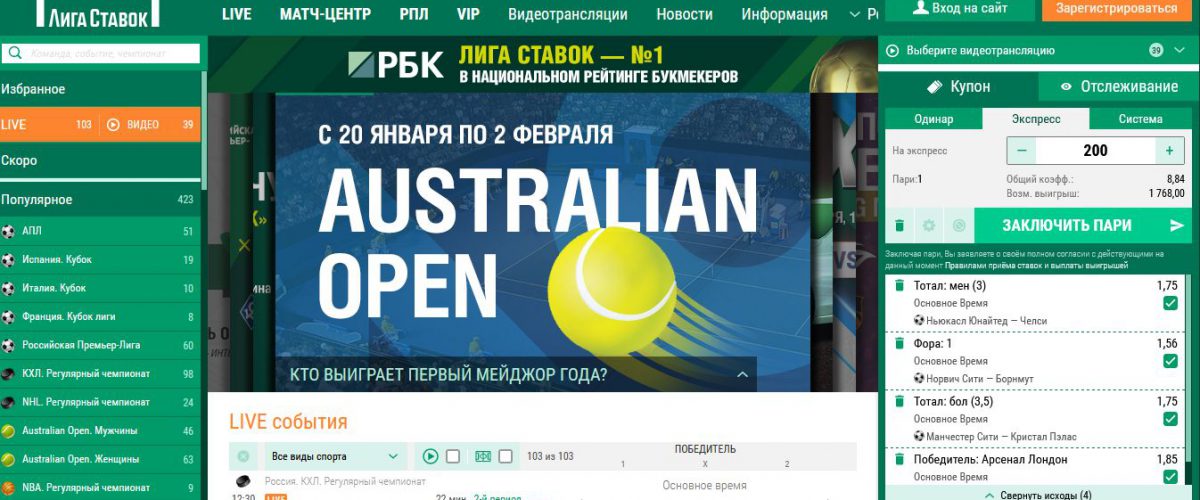 ЛИГА СТАВОК
LIVE МАТЧ-ЦЕНТР РПЛ VIP Видеотрансляции Новости Информация
Вход на сайт Зарегистрироваться
Команда, событие, чемпионат
Избранное
LIVE 103 ВИДЕО 39
Скоро
Популярное 423
АПЛ 51
Испания. Кубок 19
Италия. Кубок 10
Франция. Кубок лиги 8
Российская Премьер-Лига 60
КХЛ. Регулярный чемпионат 98
NHL. Регулярный чемпионат 24
Australian Open. Мужчины 46
Australian Open. Женщины 63
NBA. Регулярный чемпионат 9
РБК ЛИГА СТАВОК — №1
В НАЦИОНАЛЬНОМ РЕЙТИНГЕ БУКМЕКЕРОВ
С 20 ЯНВАРЯ ПО 2 ФЕВРАЛЯ
AUSTRALIAN
OPEN
КТО ВЫИГРАЕТ ПЕРВЫЙ МЕЙДЖОР ГОДА?
VS
LIVE события
Все виды спорта 103 из 103 ПОБЕДИТЕЛЬ
1 X 2
Россия. КХЛ. Регулярный чемпионат Основное время
12:30 LIVE 22 мин 2-й период
Выберите видеотрансляцию 39
Купон Отслеживание
Одинар Экспресс Система
На экспресс − 200 +
Пари:1 Общий коэфф.: 8,84
Возм. выигрыш: 1 768,00
ЗАКЛЮЧИТЬ ПАРИ
Заключая пари, Вы заявляете о своём полном согласии с действующими на
данный момент Правилами приёма ставок и выплаты выигрышей
Тотал: мен (3) 1,75
Основное Время
Ньюкасл Юнайтед — Челси
Фора: 1 1,56
Основное Время
Норвич Сити — Борнмут
Тотал: бол (3,5) 1,75
Основное Время
Манчестер Сити — Кристал Пэлас
Победитель: Арсенал Лондон 1,85
Основное Время
Свернуть исходы (4)